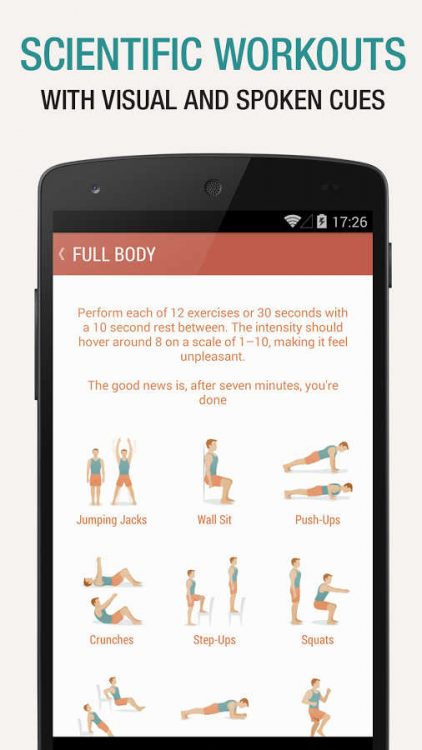 SCIENTIFIC WORKOUTS
WITH VISUAL AND SPOKEN CUES
17:26
FULL BODY
Perform each of 12 exercises or 30 seconds with
a 10 second rest between. The intensity should
hover around 8 on a scale of 1–10, making it feel
unpleasant.
The good news is, after seven minutes, you're
done
Jumping Jacks
Wall Sit
Push-Ups
Crunches
Step-Ups
Squats